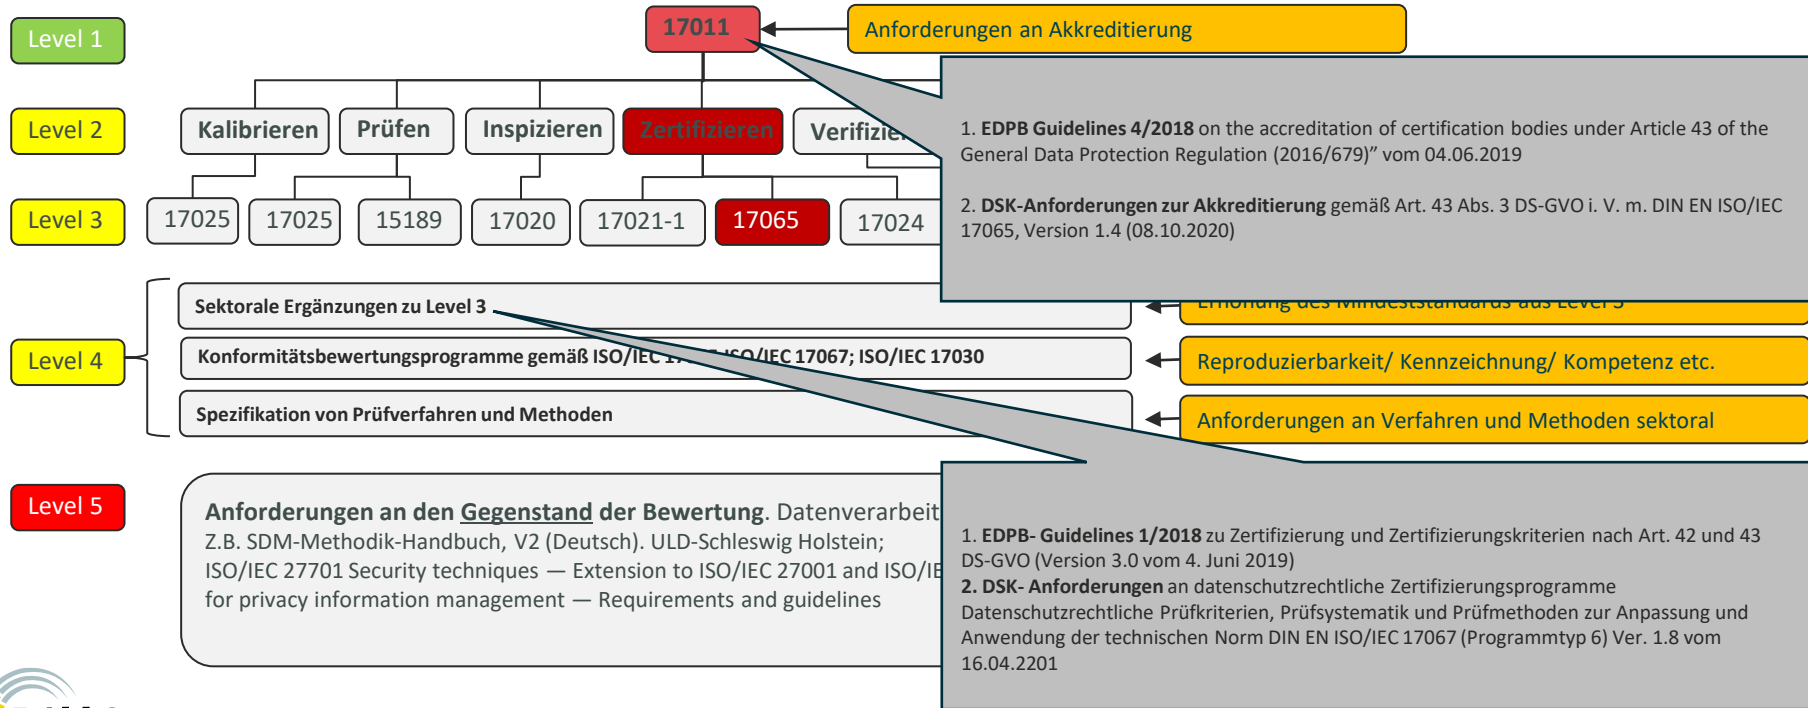 Level 1
17011
Anforderungen an Akkreditierung
Level 2
Kalibrieren
Prüfen
Inspizieren
Zertifizieren
1. EDPB Guidelines 4/2018 on the accreditation of certification bodies under Article 43 of the
General Data Protection Regulation (2016/679)” vom 04.06.2019
2. DSK-Anforderungen zur Akkreditierung gemäß Art. 43 Abs. 3 DS-GVO i. V. m. DIN EN ISO/IEC
17065, Version 1.4 (08.10.2020)
Level 3
17025
17025
15189
17020
17021-1
17065
17024
Level 4
Sektorale Ergänzungen zu Level 3
Erhöhung des Mindeststandards aus Level 3
Konformitätsbewertungsprogramme gemäß ISO/IEC ISO/IEC 17067; ISO/IEC 17030
Reproduzierbarkeit/ Kennzeichnung/ Kompetenz etc.
Spezifikation von Prüfverfahren und Methoden
Anforderungen an Verfahren und Methoden sektoral
Level 5
Anforderungen an den Gegenstand der Bewertung.
Z.B. SDM-Methodik-Handbuch, V2 (Deutsch). ULD-Schleswig Holstein;
ISO/IEC 27701 Security techniques — Extension to ISO/IEC 27001 and
for privacy information management — Requirements and guidelines
1. EDPB- Guidelines 1/2018 zu Zertifizierung und Zertifizierungskriterien nach Art. 42 und 43
DS-GVO (Version 3.0 vom 4. Juni 2019)
2. DSK- Anforderungen an datenschutzrechtliche Zertifizierungsprogramme
Datenschutzrechtliche Prüfkriterien, Prüfsystematik und Prüfmethoden zur Anpassung und
Anwendung der technischen Norm DIN EN ISO/IEC 17067 (Programmtyp 6) Ver. 1.8 vom
16.04.2201